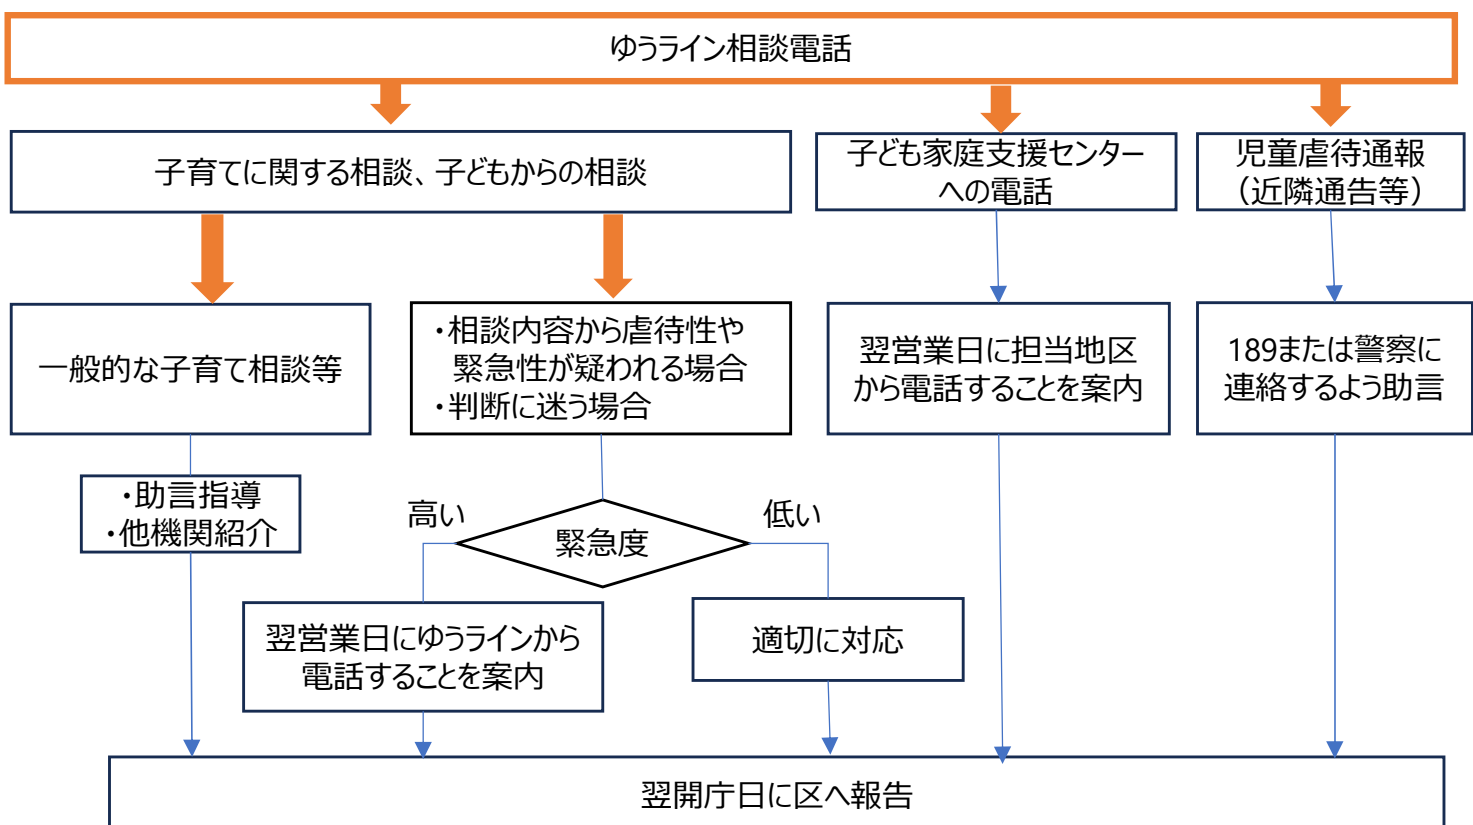 ゆうライン相談電話
子育てに関する相談、子どもからの相談
子ども家庭支援センター
への電話
児童虐待通報
（近隣通告等）
一般的な子育て相談等
・相談内容から虐待性や
緊急性が疑われる場合
・判断に迷う場合
翌営業日に担当地区
から電話することを案内
189または警察に
連絡するよう助言
・助言指導
・他機関紹介
高い
緊急度
低い
翌営業日にゆうラインから
電話することを案内
適切に対応
翌開庁日に区へ報告